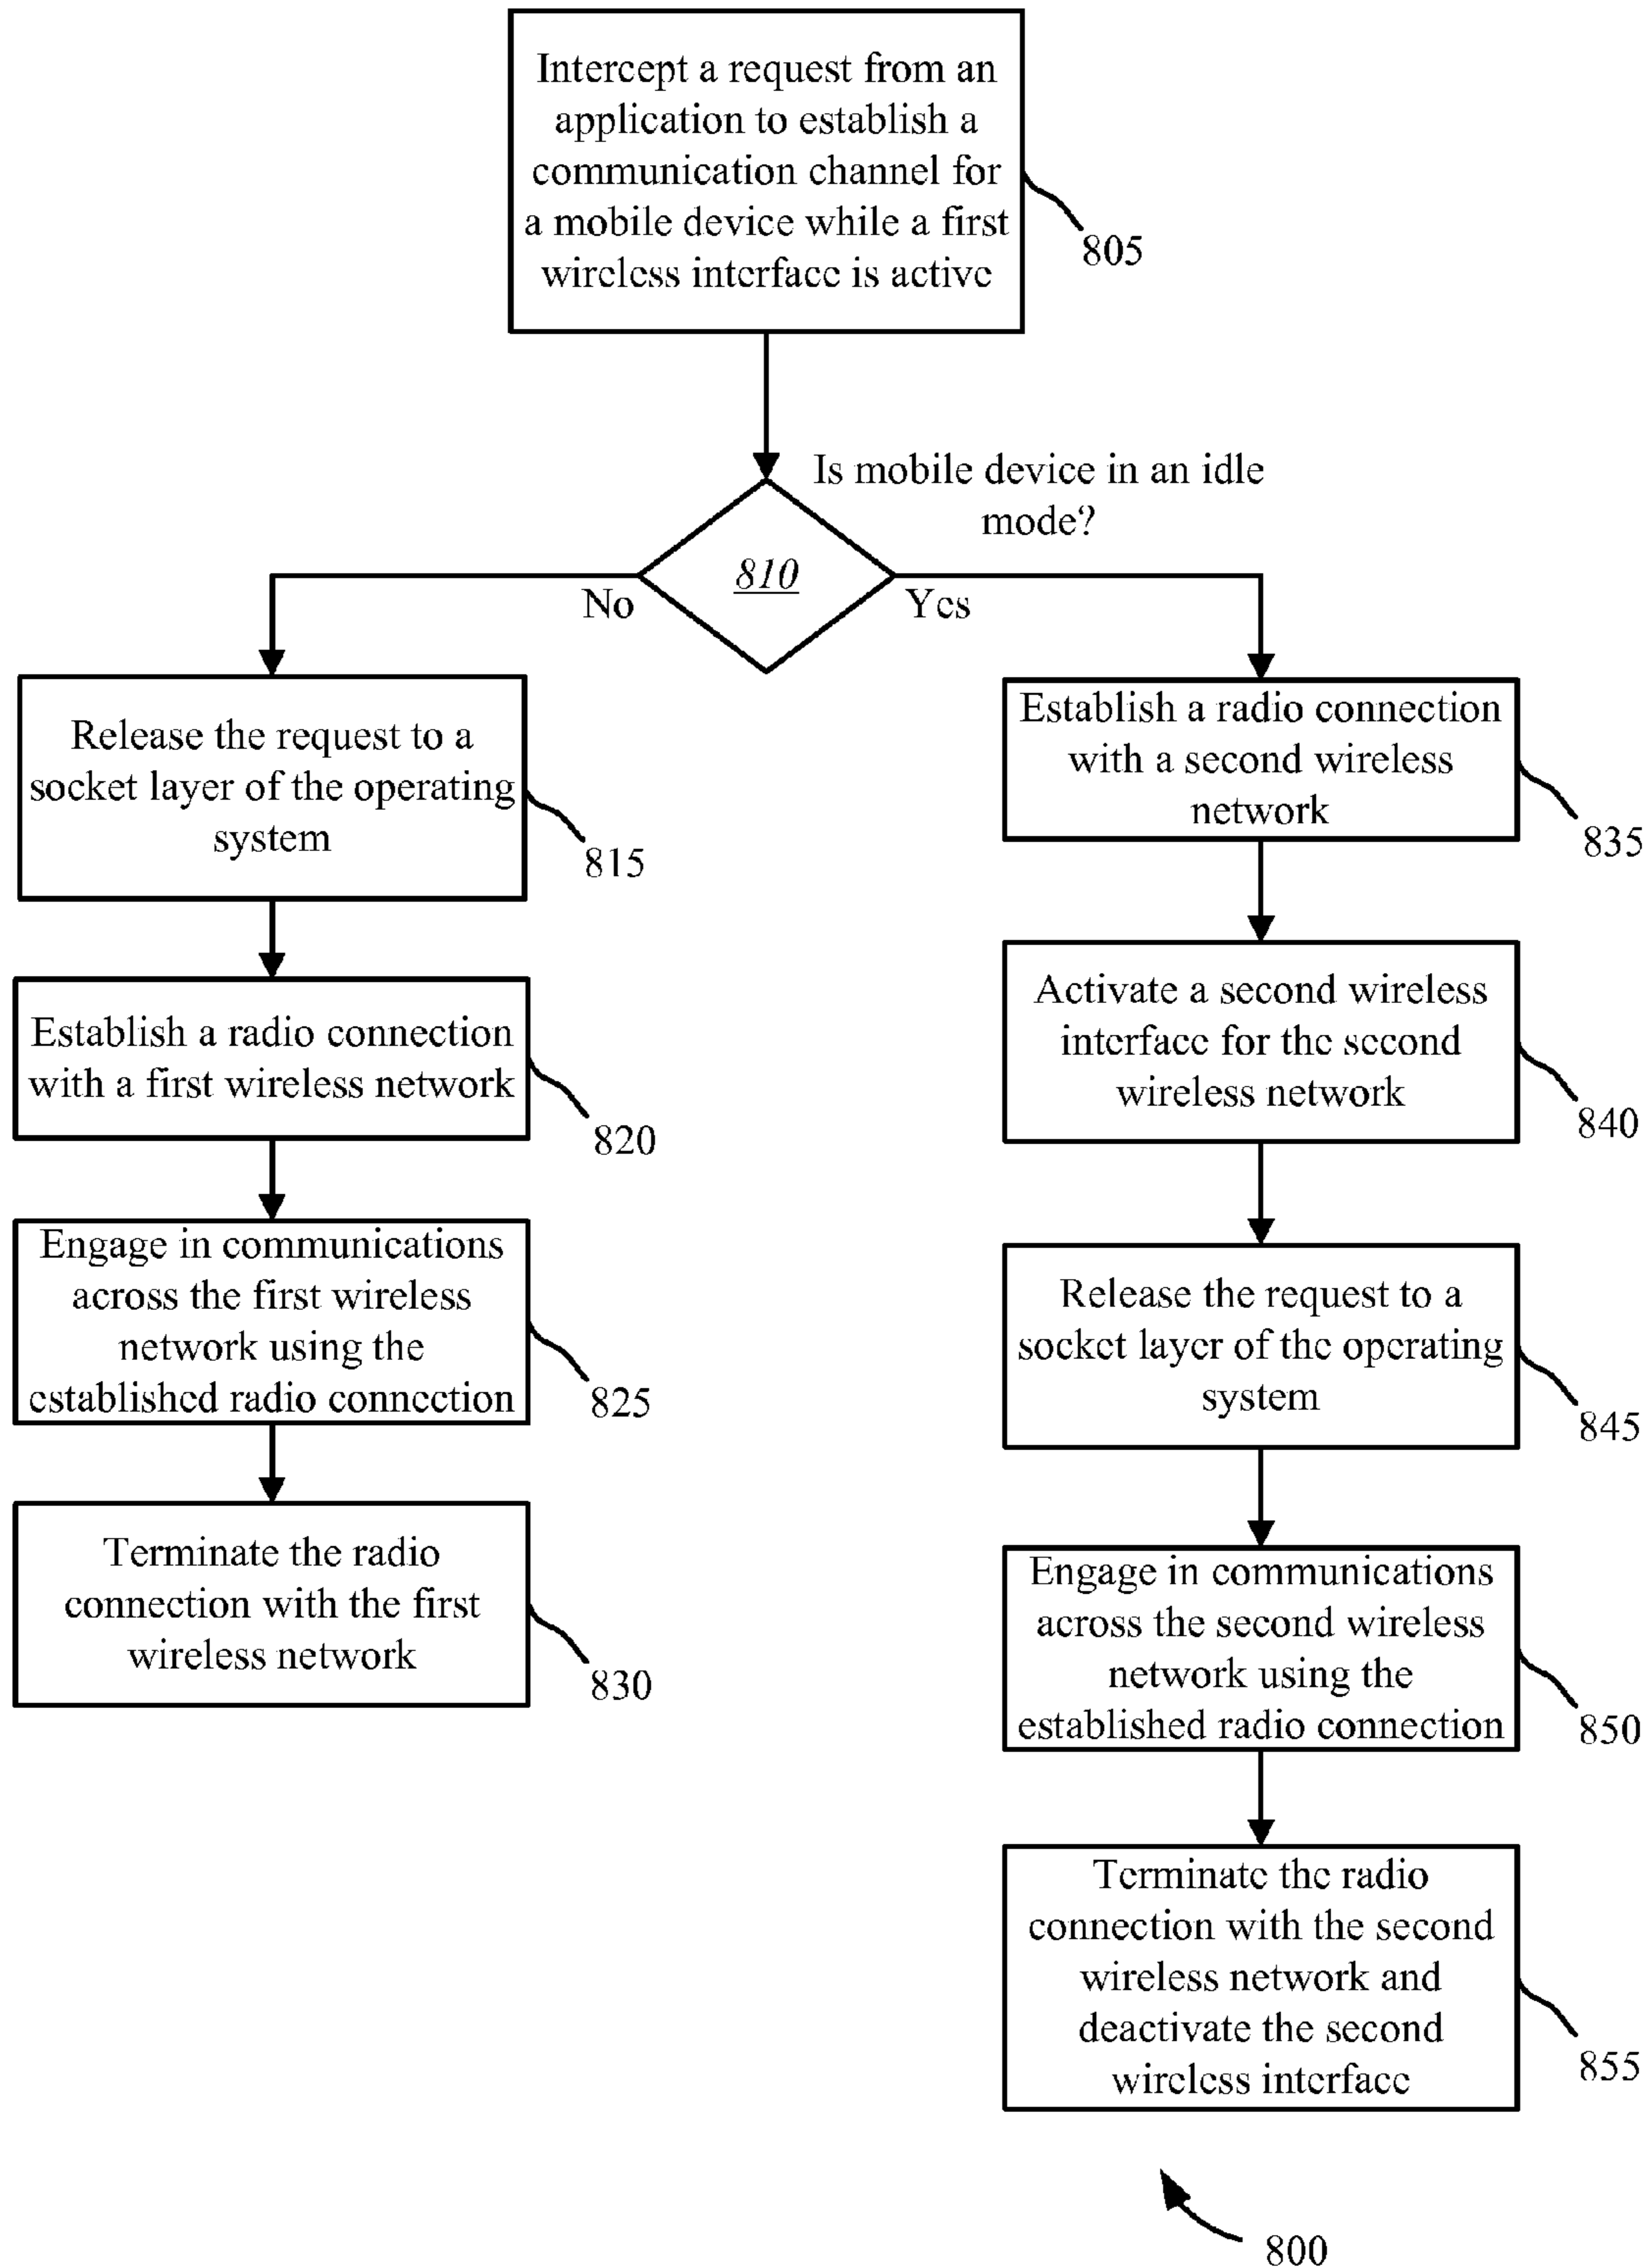 Intercept a request from an
application to establish a
communication channel for
a mobile device while a first
wireless interface is active
805
Is mobile device in an idle
mode?
810
No
Yes
Release the request to a
socket layer of the operating
system
815
Establish a radio connection
with a first wireless network
820
Engage in communications
across the first wireless
network using the
established radio connection
825
Terminate the radio
connection with the first
wireless network
830
Establish a radio connection
with a second wireless
network
835
Activate a second wireless
interface for the second
wireless network
840
Release the request to a
socket layer of the operating
system
845
Engage in communications
across the second wireless
network using the
established radio connection
850
Terminate the radio
connection with the second
wireless network and
deactivate the second
wireless interface
855
800